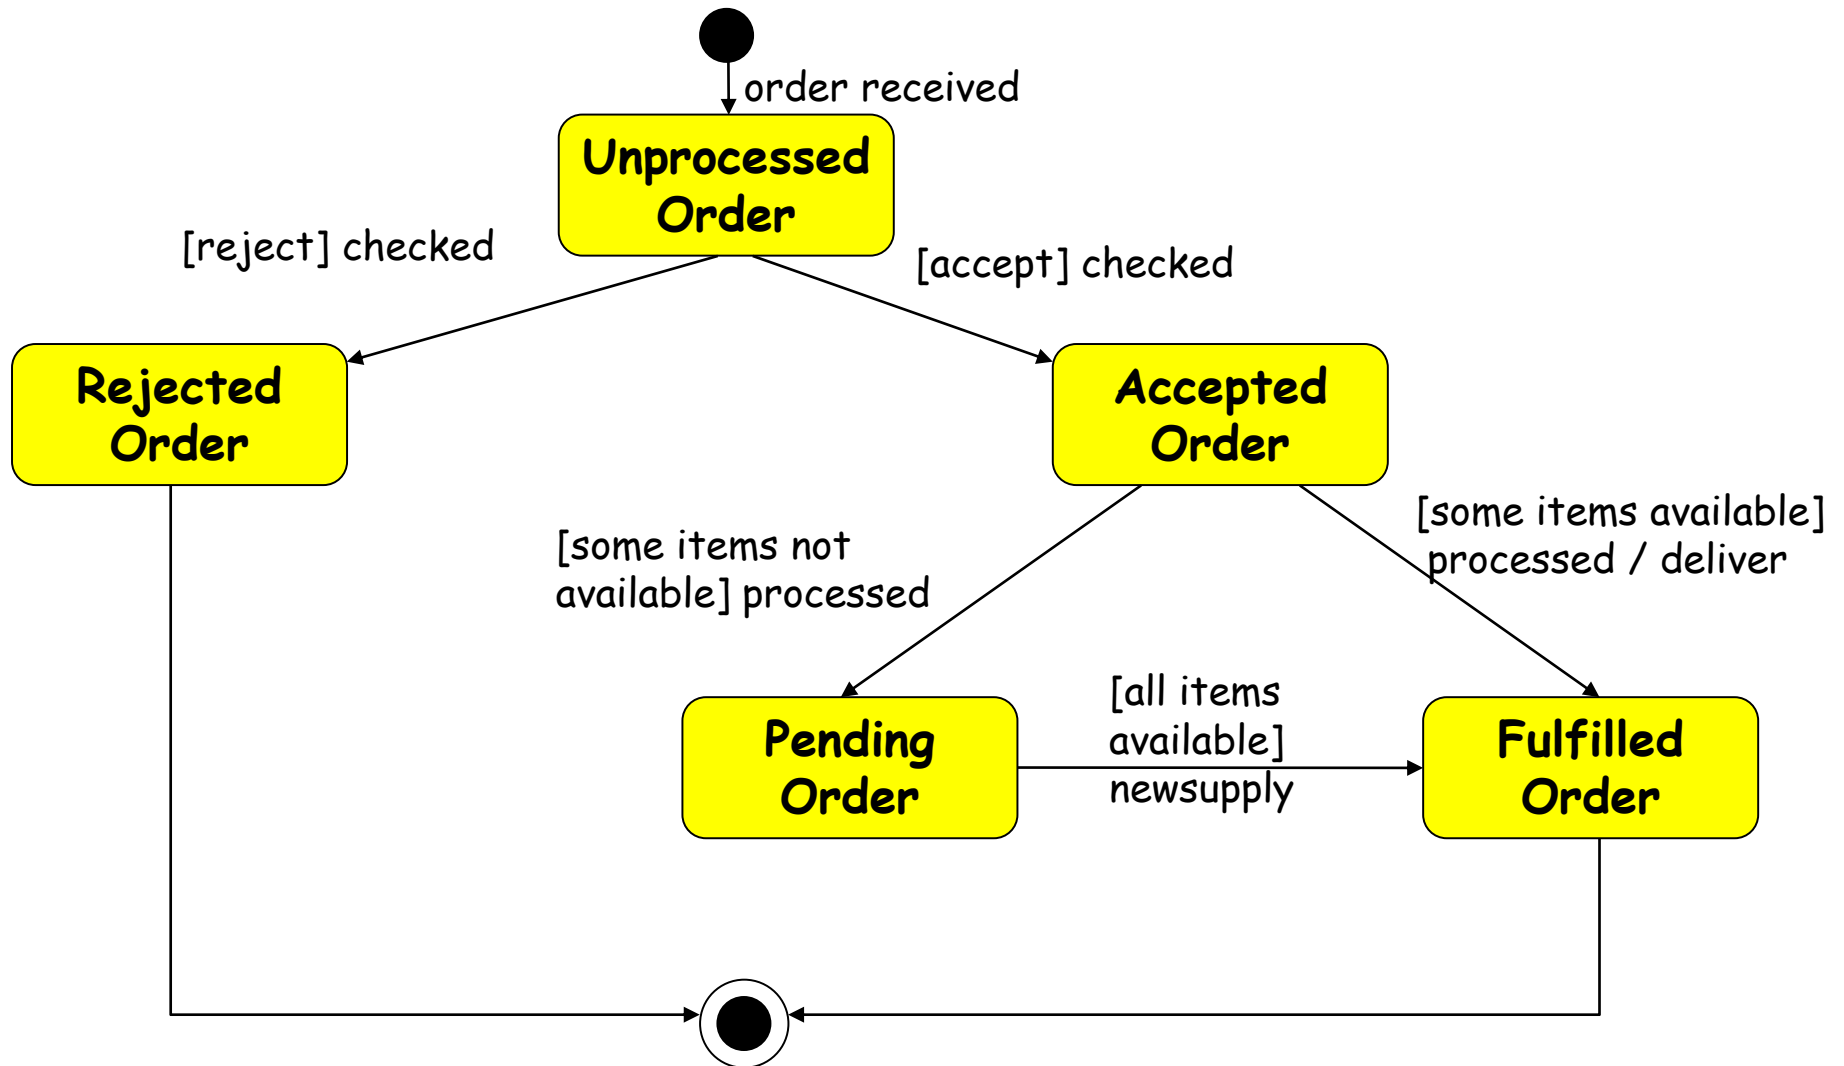 order received
Unprocessed
Order
[reject] checked
[accept] checked
Rejected
Order
Accepted
Order
[some items not
available] processed
[some items available]
processed / deliver
Pending
Order
[all items
available]
newsupply
Fulfilled
Order